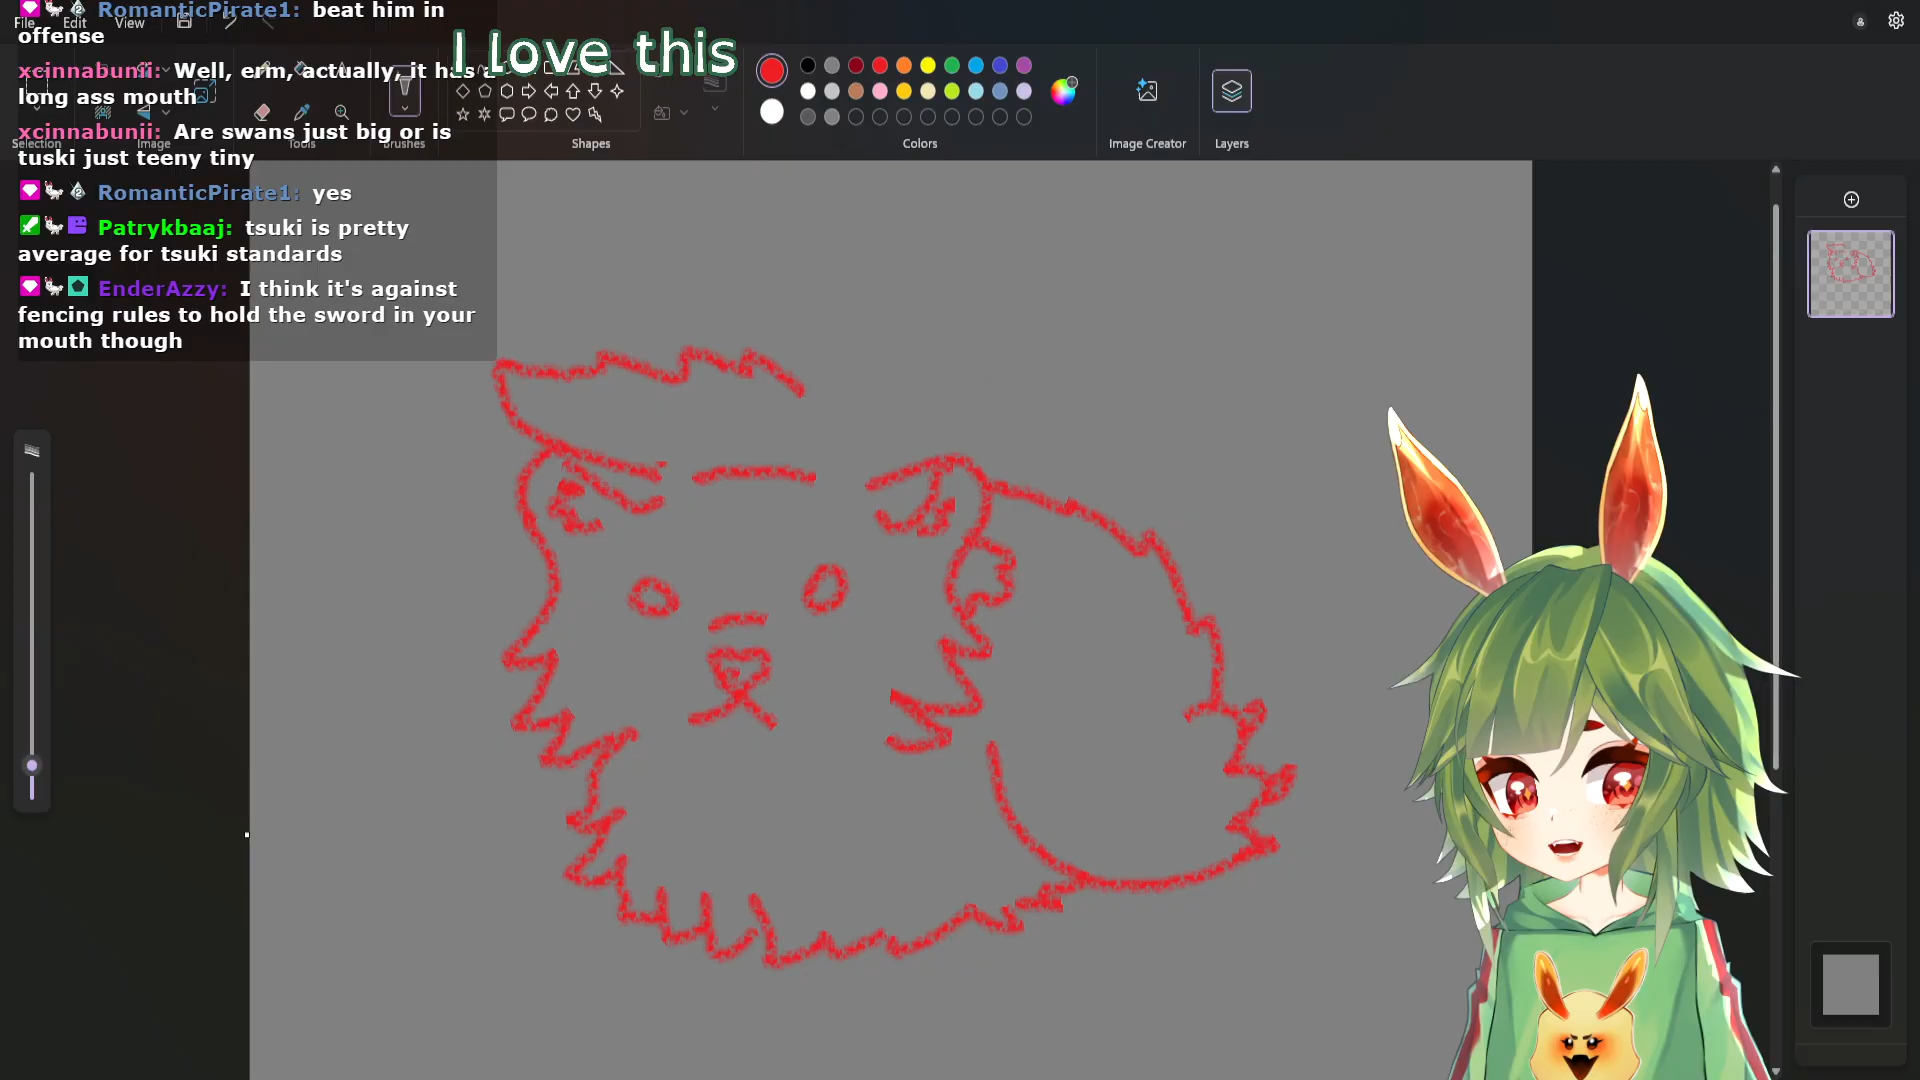 File Edit View
RomanticPirate1: beat him in
offense
I love this
xcinnabunii: Well, erm, actually, it has a
long ass mouth
xcinnabunii: Are swans just big or is
tuski just teeny tiny
Selection Image Tools Brushes Shapes Colors Image Creator Layers
RomanticPirate1: yes
Patrykbaaj: tsuki is pretty
average for tsuki standards
EnderAzzy: I think it's against
fencing rules to hold the sword in your
mouth though